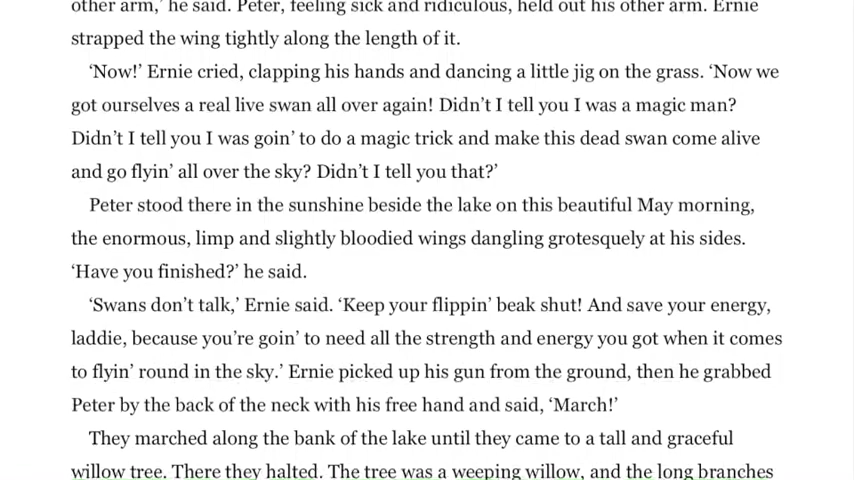 other arm,’ he said. Peter, feeling sick and ridiculous, held out his other arm. Ernie
strapped the wing tightly along the length of it.
‘Now!’ Ernie cried, clapping his hands and dancing a little jig on the grass. ‘Now we
got ourselves a real live swan all over again! Didn’t I tell you I was a magic man?
Didn’t I tell you I was goin’ to do a magic trick and make this dead swan come alive
and go flyin’ all over the sky? Didn’t I tell you that?’
Peter stood there in the sunshine beside the lake on this beautiful May morning,
the enormous, limp and slightly bloodied wings dangling grotesquely at his sides.
‘Have you finished?’ he said.
‘Swans don’t talk,’ Ernie said. ‘Keep your flippin’ beak shut! And save your energy,
laddie, because you’re goin’ to need all the strength and energy you got when it comes
to flyin’ round in the sky.’ Ernie picked up his gun from the ground, then he grabbed
Peter by the back of the neck with his free hand and said, ‘March!’
They marched along the bank of the lake until they came to a tall and graceful
willow tree. There they halted. The tree was a weeping willow, and the long branches